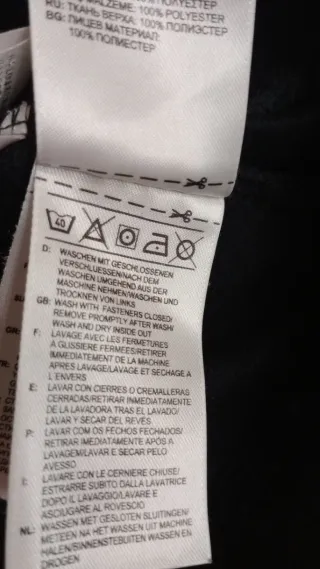 MALZEME: 100% POLYESTER
RU: ТКАНЬ ВЕРХА: 100% ПОЛИЭСТЕР
BG: ЛИЦЕВ МАТЕРИАЛ:
100% ПОЛИЕСТЕР
40
D: WASCHEN MIT GESCHLOSSENEN
VERSCHLUESSEN/NACH DEM
WASCHEN UMGEHEND AUS DER
MASCHINE NEHMEN/WASCHEN UND
TROCKNEN VON LINKS
GB: WASH WITH FASTENERS CLOSED/
REMOVE PROMPTLY AFTER WASH/
WASH AND DRY INSIDE OUT
F: LAVAGE AVEC LES FERMETURES
A GLISSIERE FERMEES/RETIRER
IMMEDIATEMENT DE LA MACHINE
APRES LAVAGE/LAVAGE ET SECHAGE A
L ENVERS
E: LAVAR CON CIERRES O CREMALLERAS
CERRADAS/RETIRAR INMEDIATAMENTE
DE LA LAVADORA TRAS EL LAVADO/
LAVAR Y SECAR DEL REVÉS
P: LAVAR COM OS FECHOS FECHADOS/
RETIRAR IMEDIATAMENTE APÓS A
LAVAGEM/LAVAR E SECAR PELO
AVESSO
I: LAVARE CON LE CERNIERE CHIUSE/
ESTRARRE SUBITO DALLA LAVATRICE
DOPO IL LAVAGGIO/LAVARE E
ASCIUGARE AL ROVESCIO
NL: WASSEN MET GESLOTEN SLUITINGEN/
METEEN NA HET WASSEN UIT MACHINE
HALEN/BINNENSTEBUITEN WASSEN EN
DROGEN